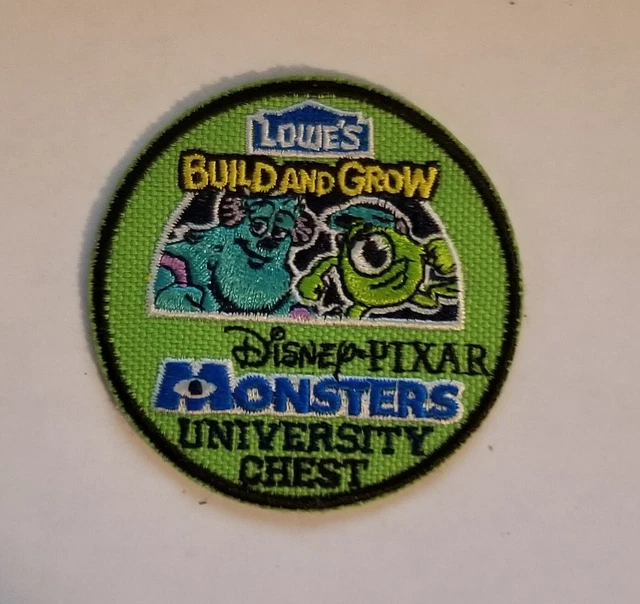 LOWE'S
BUILD AND GROW
DISNEY·PIXAR
MONSTERS
UNIVERSITY
CHEST